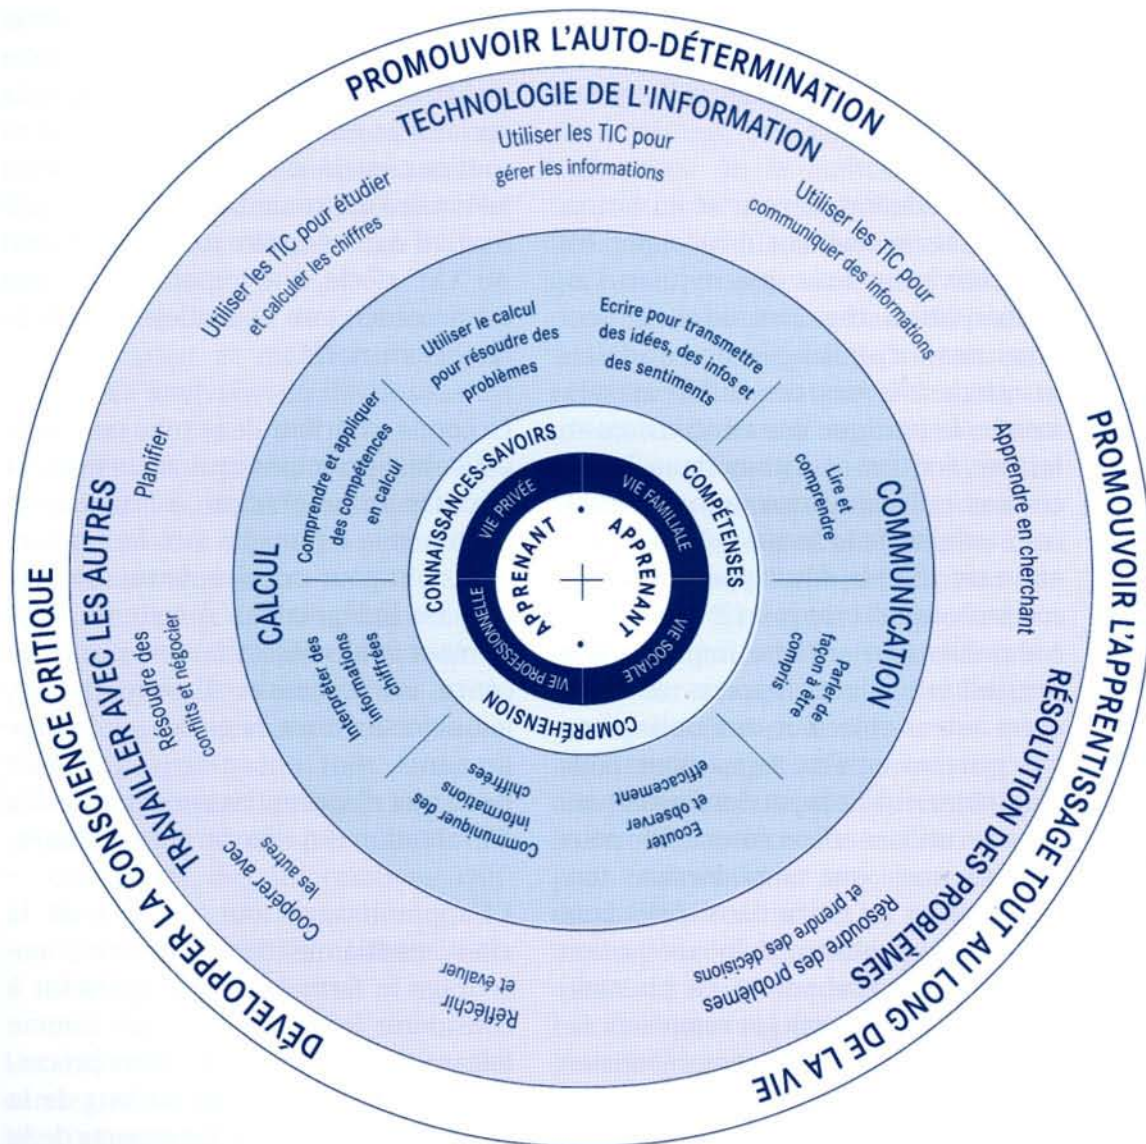 PROMOUVOIR L'AUTO-DÉTERMINATION
TECHNOLOGIE DE L'INFORMATION
Utiliser les TIC pour
gérer les informations
Utiliser les TIC pour étudier
et calculer les chiffres
Utiliser les TIC pour
communiquer des informations
PROMOUVOIR L'APPRENTISSAGE TOUT AU LONG DE LA VIE
RÉSOLUTION DES PROBLÈMES
Apprendre en cherchant
Résoudre des problèmes
et prendre des décisions
Réfléchir
et évaluer
DÉVELOPPER LA CONSCIENCE CRITIQUE
TRAVAILLER AVEC LES AUTRES
Planifier
Résoudre des
conflits et négocier
Coopérer avec
les autres
CALCUL
Utiliser le calcul
pour résoudre des
problèmes
Comprendre et appliquer
des compétences
en calcul
Interpréter des
Informations
chiffrées
Communiquer des
informations
chiffrées
COMMUNICATION
Ecrire pour transmettre
des idées, des infos et
des sentiments
Lire et
comprendre
Parler de
façon à être
compris
Ecouter
et observer
efficacement
CONNAISSANCES-SAVOIRS
COMPÉTENSES
COMPRÉHENSION
VIE PRIVÉE
VIE FAMILIALE
VIE SOCIALE
VIE PROFESSIONNELLE
APPRENANT
APPRENANT